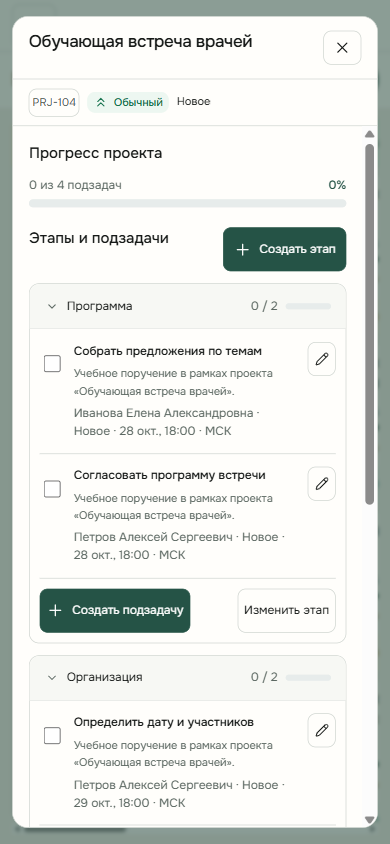 Обучающая встреча врачей
PRJ-104 Обычный Новое
Прогресс проекта
0 из 4 подзадач 0%
Этапы и подзадачи
Создать этап
Программа 0 / 2
Собрать предложения по темам
Учебное поручение в рамках проекта
«Обучающая встреча врачей».
Иванова Елена Александровна ·
Новое · 28 окт., 18:00 · МСК
Согласовать программу встречи
Учебное поручение в рамках проекта
«Обучающая встреча врачей».
Петров Алексей Сергеевич · Новое ·
28 окт., 18:00 · МСК
Создать подзадачу Изменить этап
Организация 0 / 2
Определить дату и участников
Учебное поручение в рамках проекта
«Обучающая встреча врачей».
Петров Алексей Сергеевич · Новое ·
29 окт., 18:00 · МСК